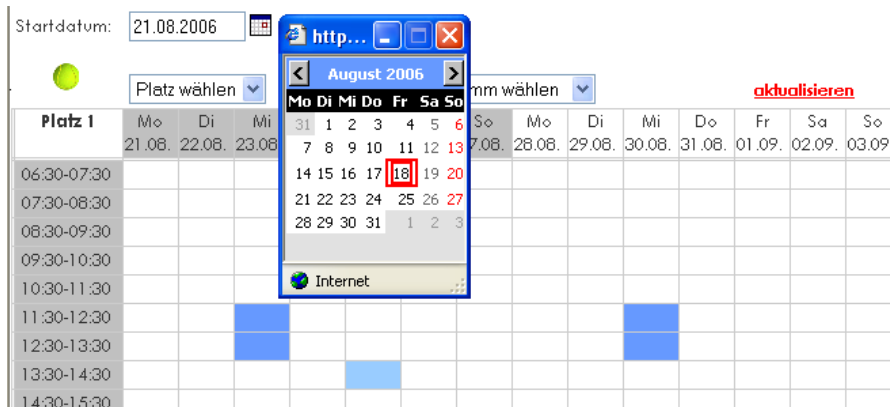 Startdatum: 21.08.2006
http...
August 2006
Mo Di Mi Do Fr Sa So
31 1 2 3 4 5 6
7 8 9 10 11 12 13
14 15 16 17 18 19 20
21 22 23 24 25 26 27
28 29 30 31 1 2 3
Internet
Platz wählen mm wählen aktualisieren
Platz 1 Mo Di Mi So Mo Di Mi Do Fr Sa So
21.08. 22.08. 23.08 7.08. 28.08. 29.08. 30.08. 31.08. 01.09. 02.09. 03.09
06:30-07:30
07:30-08:30
08:30-09:30
09:30-10:30
10:30-11:30
11:30-12:30
12:30-13:30
13:30-14:30
14:30-15:30